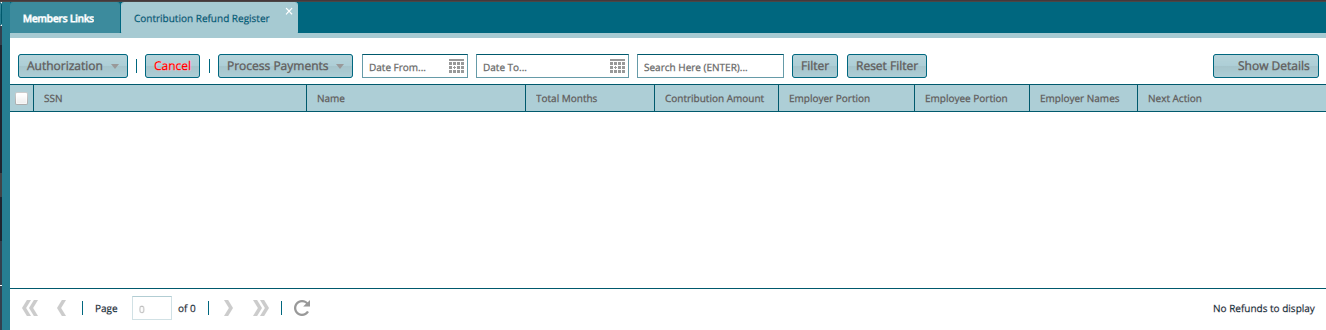 Members Links Contribution Refund Register
Authorization Cancel Process Payments Date From... Date To... Search Here (ENTER)... Filter Reset Filter Show Details
SSN Name Total Months Contribution Amount Employer Portion Employee Portion Employer Names Next Action
Page 0 of 0 No Refunds to display